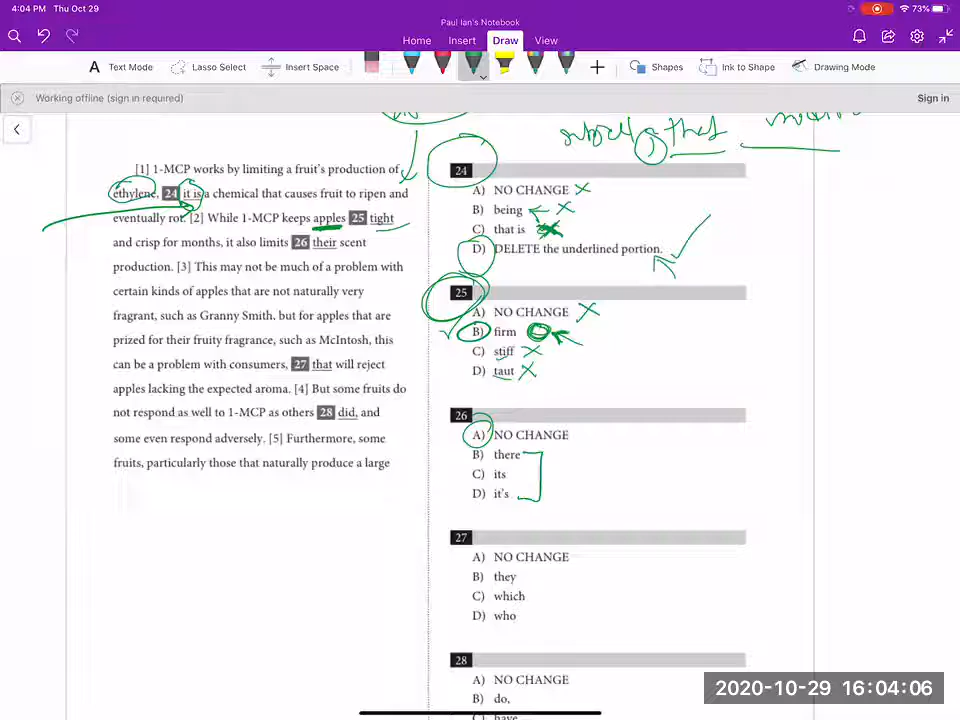 4:04 PM Thu Oct 29
73%
Paul Ian's Notebook
Home Insert Draw View
A Text Mode Lasso Select Insert Space Shapes Ink to Shape Drawing Mode
Working offline (sign in required) Sign in
that
[1] 1-MCP works by limiting a fruit's production of
ethylene, 24 it is a chemical that causes fruit to ripen and
eventually rot. [2] While 1-MCP keeps apples 25 tight
and crisp for months, it also limits 26 their scent
production. [3] This may not be much of a problem with
certain kinds of apples that are not naturally very
fragrant, such as Granny Smith, but for apples that are
prized for their fruity fragrance, such as McIntosh, this
can be a problem with consumers, 27 that will reject
apples lacking the expected aroma. [4] But some fruits do
not respond as well to 1-MCP as others 28 did, and
some even respond adversely. [5] Furthermore, some
fruits, particularly those that naturally produce a large
24
A) NO CHANGE
B) being
C) that is
D) DELETE the underlined portion.
25
A) NO CHANGE
B) firm
C) stiff
D) taut
26
A) NO CHANGE
B) there
C) its
D) it's
27
A) NO CHANGE
B) they
C) which
D) who
28
A) NO CHANGE
B) do,
C) have
2020-10-29 16:04:06